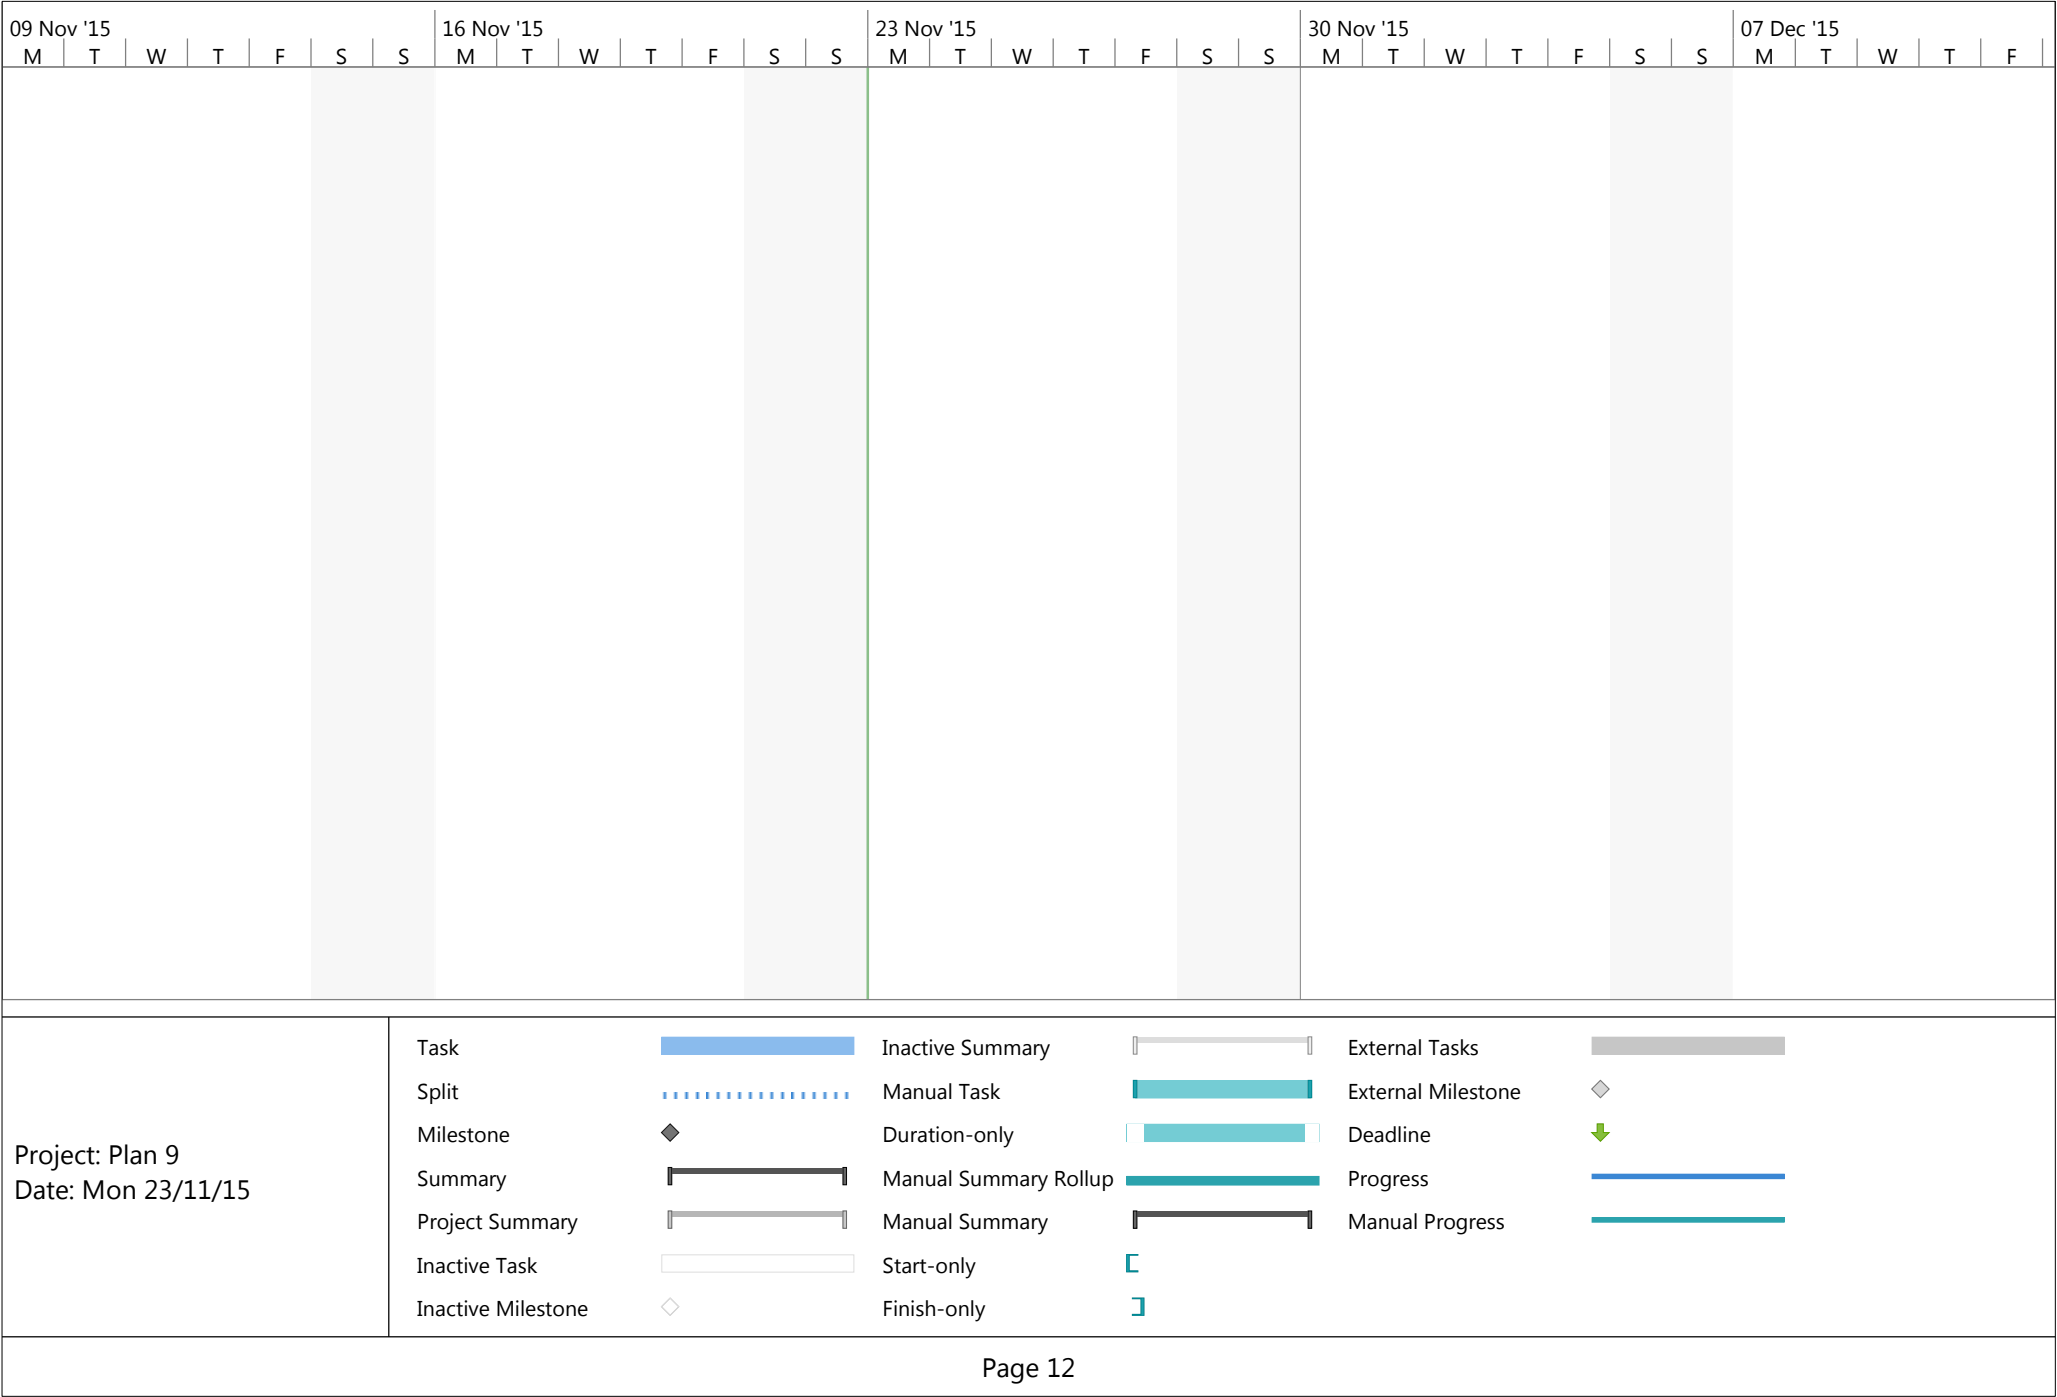 09 Nov '15 16 Nov '15 23 Nov '15 30 Nov '15 07 Dec '15
M T W T F S S M T W T F S S M T W T F S S M T W T F S S M T W T F
Task Inactive Summary External Tasks
Split Manual Task External Milestone
Milestone Duration-only Deadline
Project: Plan 9
Date: Mon 23/11/15
Summary Manual Summary Rollup Progress
Project Summary Manual Summary Manual Progress
Inactive Task Start-only
Inactive Milestone Finish-only
Page 12